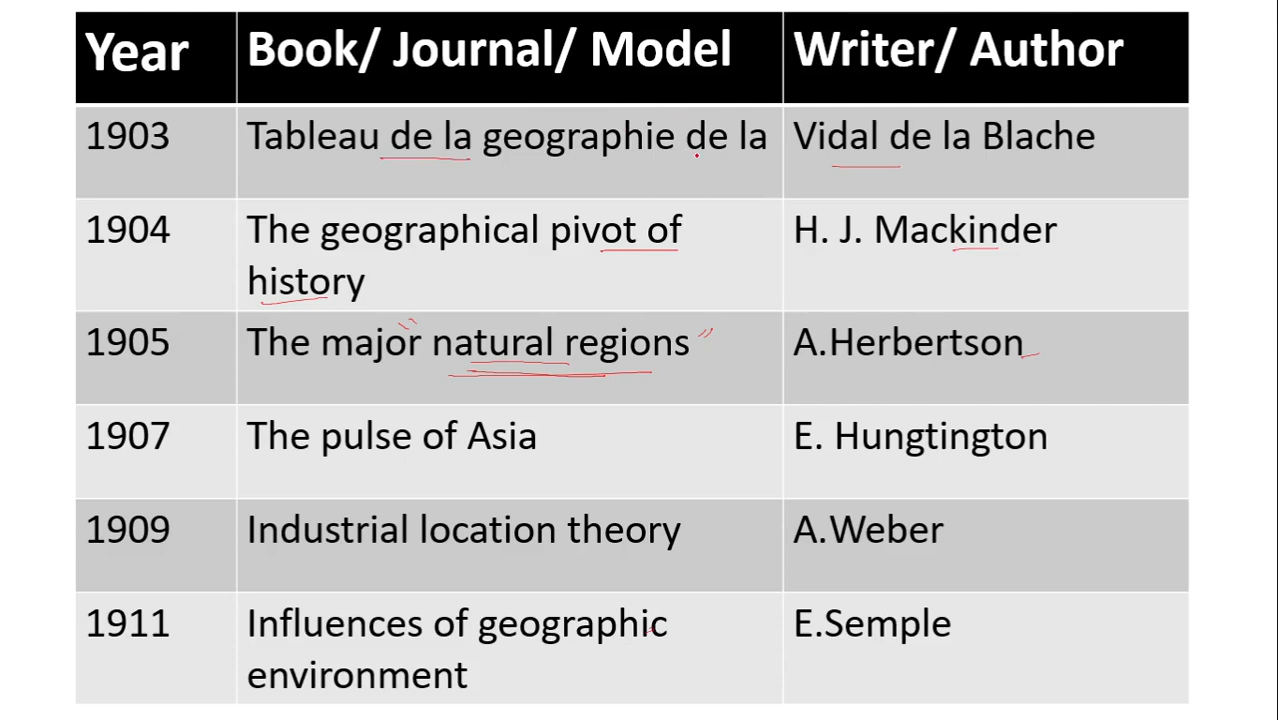 Year Book/ Journal/ Model Writer/ Author
1903 Tableau de la geographie de la Vidal de la Blache
1904 The geographical pivot of H. J. Mackinder
history
1905 The major natural regions A.Herbertson
1907 The pulse of Asia E. Hungtington
1909 Industrial location theory A.Weber
1911 Influences of geographic E.Semple
environment